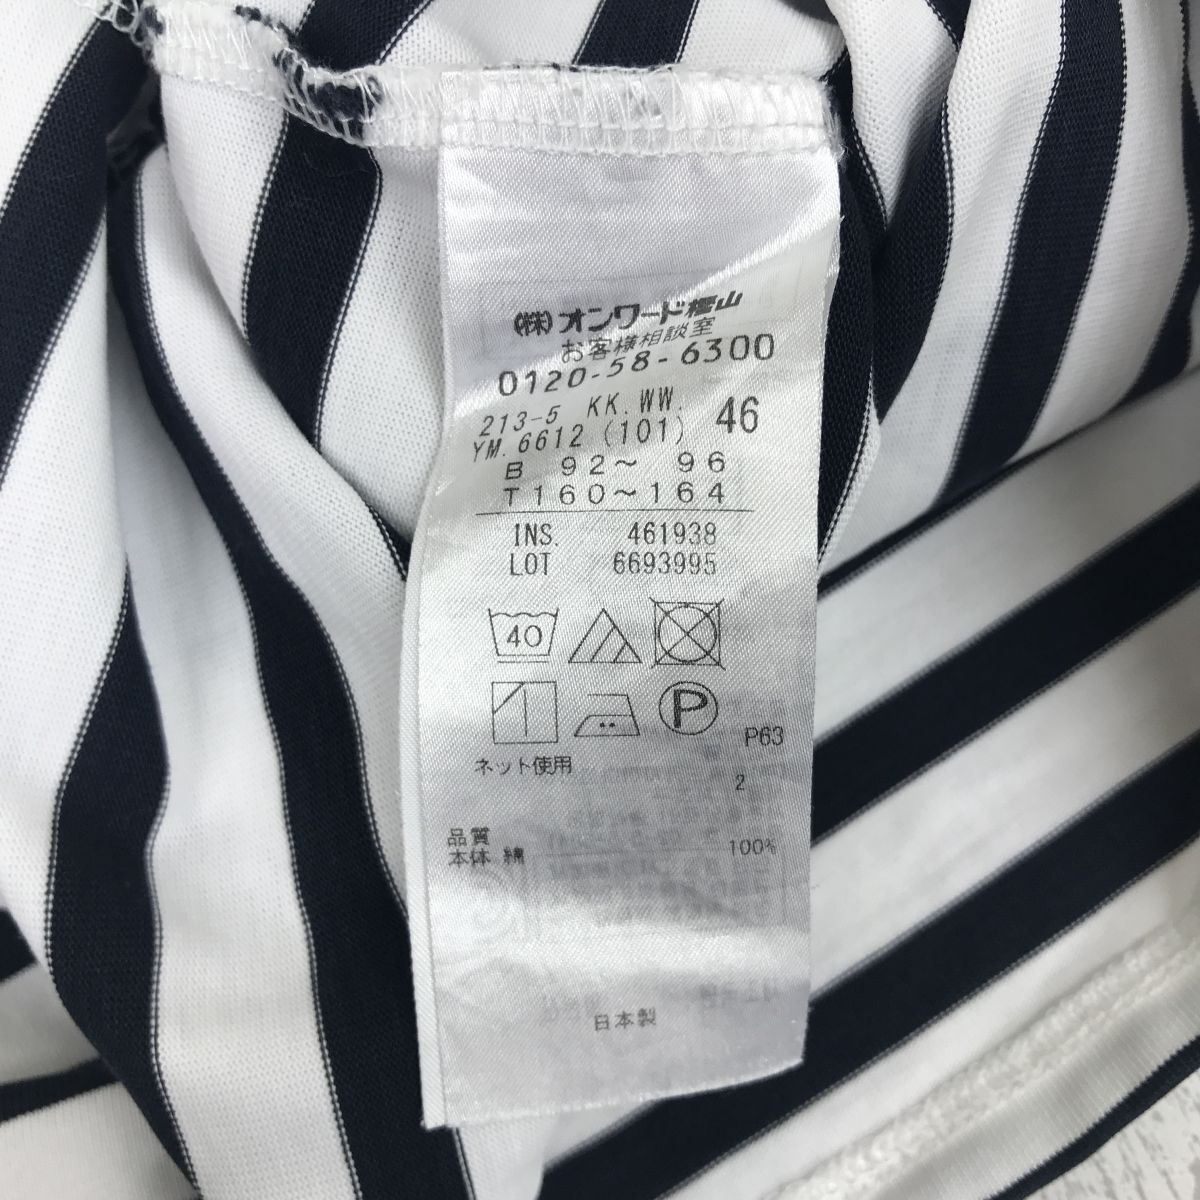 ㈱オンワード樫山
お客様相談室
0120-58-6300
213-5 KK.WW. 46
YM.6612 (101)
B 92～ 96
T160～164
INS. 461938
LOT 6693995
40
P
P63
ネット使用
2
品質
本体 綿 100%
日本製